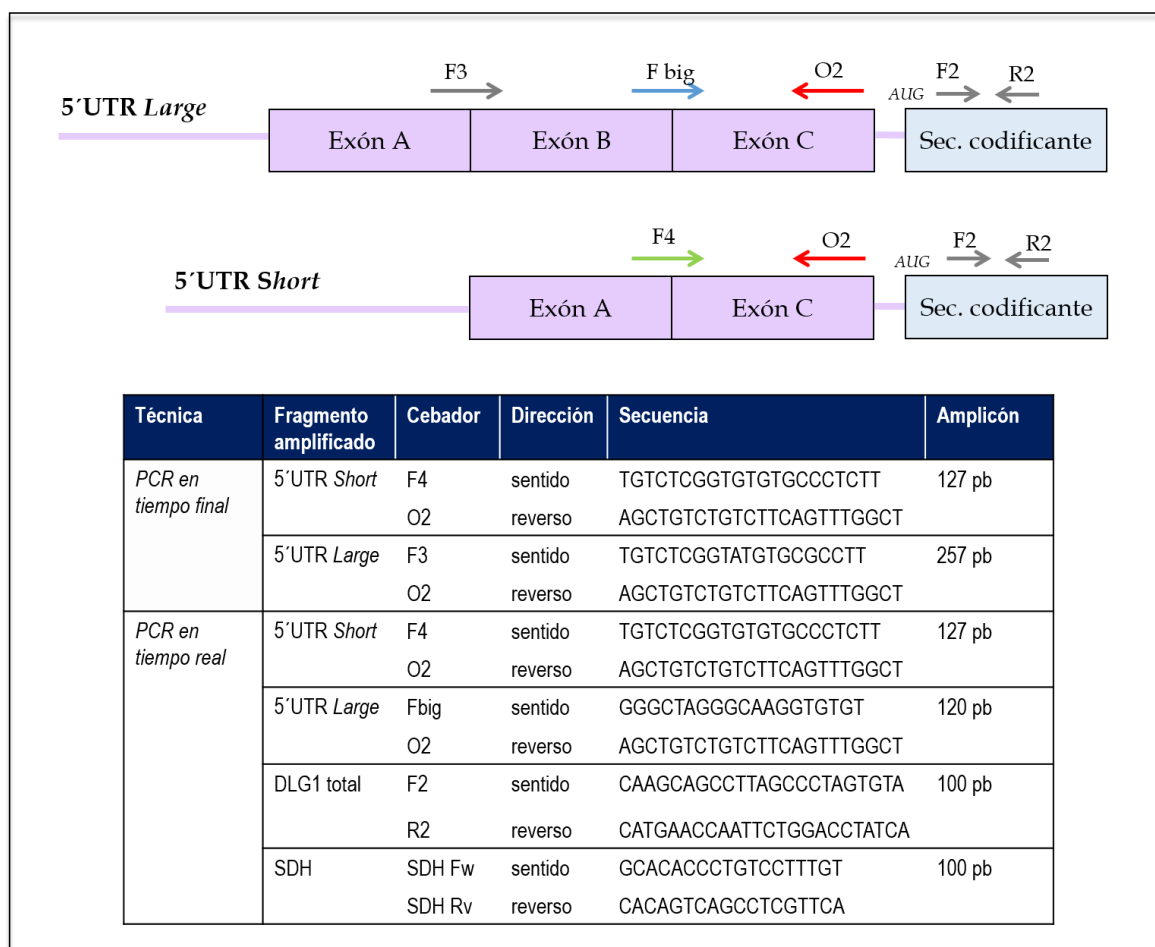 F3 F big O2 F2 R2
5´UTR Large AUG
Exón A Exón B Exón C Sec. codificante
F4 O2 F2 R2
5´UTR Short AUG
Exón A Exón C Sec. codificante
Técnica Fragmento amplificado Cebador Dirección Secuencia Amplicón
PCR en tiempo final 5´UTR Short F4 sentido TGTCTCGGTGTGTGCCCTCTT 127 pb
O2 reverso AGCTGTCTGTCTTCAGTTTGGCT
5´UTR Large F3 sentido TGTCTCGGTATGTGCGCCTT 257 pb
O2 reverso AGCTGTCTGTCTTCAGTTTGGCT
PCR en tiempo real 5´UTR Short F4 sentido TGTCTCGGTGTGTGCCCTCTT 127 pb
O2 reverso AGCTGTCTGTCTTCAGTTTGGCT
5´UTR Large Fbig sentido GGGCTAGGGCAAGGTGTGT 120 pb
O2 reverso AGCTGTCTGTCTTCAGTTTGGCT
DLG1 total F2 sentido CAAGCAGCCTTAGCCCTAGTGTA 100 pb
R2 reverso CATGAACCAATTCTGGACCTATCA
SDH SDH Fw sentido GCACACCCTGTCCTTTGT 100 pb
SDH Rv reverso CACAGTCAGCCTCGTTCA